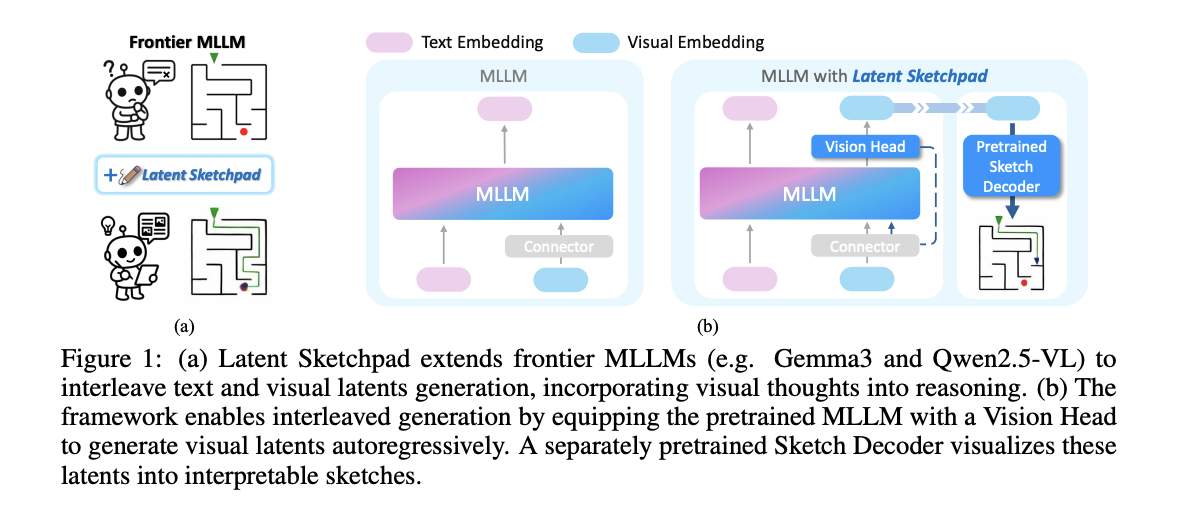 Frontier MLLM
?
+ Latent Sketchpad
(a)
Text Embedding
Visual Embedding
MLLM
MLLM
Connector
MLLM with Latent Sketchpad
Vision Head
MLLM
Connector
Pretrained
Sketch
Decoder
(b)
Figure 1: (a) Latent Sketchpad extends frontier MLLMs (e.g. Gemma3 and Qwen2.5-VL) to
interleave text and visual latents generation, incorporating visual thoughts into reasoning. (b) The
framework enables interleaved generation by equipping the pretrained MLLM with a Vision Head
to generate visual latents autoregressively. A separately pretrained Sketch Decoder visualizes these
latents into interpretable sketches.